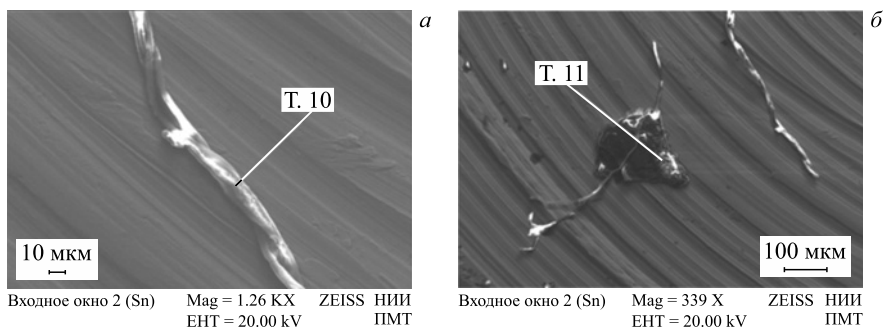 а
Т. 10
10 мкм
Входное окно 2 (Sn) Mag = 1.26 KX ZEISS НИИ
EHT = 20.00 kV ПМТ
б
Т. 11
100 мкм
Входное окно 2 (Sn) Mag = 339 X ZEISS НИИ
EHT = 20.00 kV ПМТ